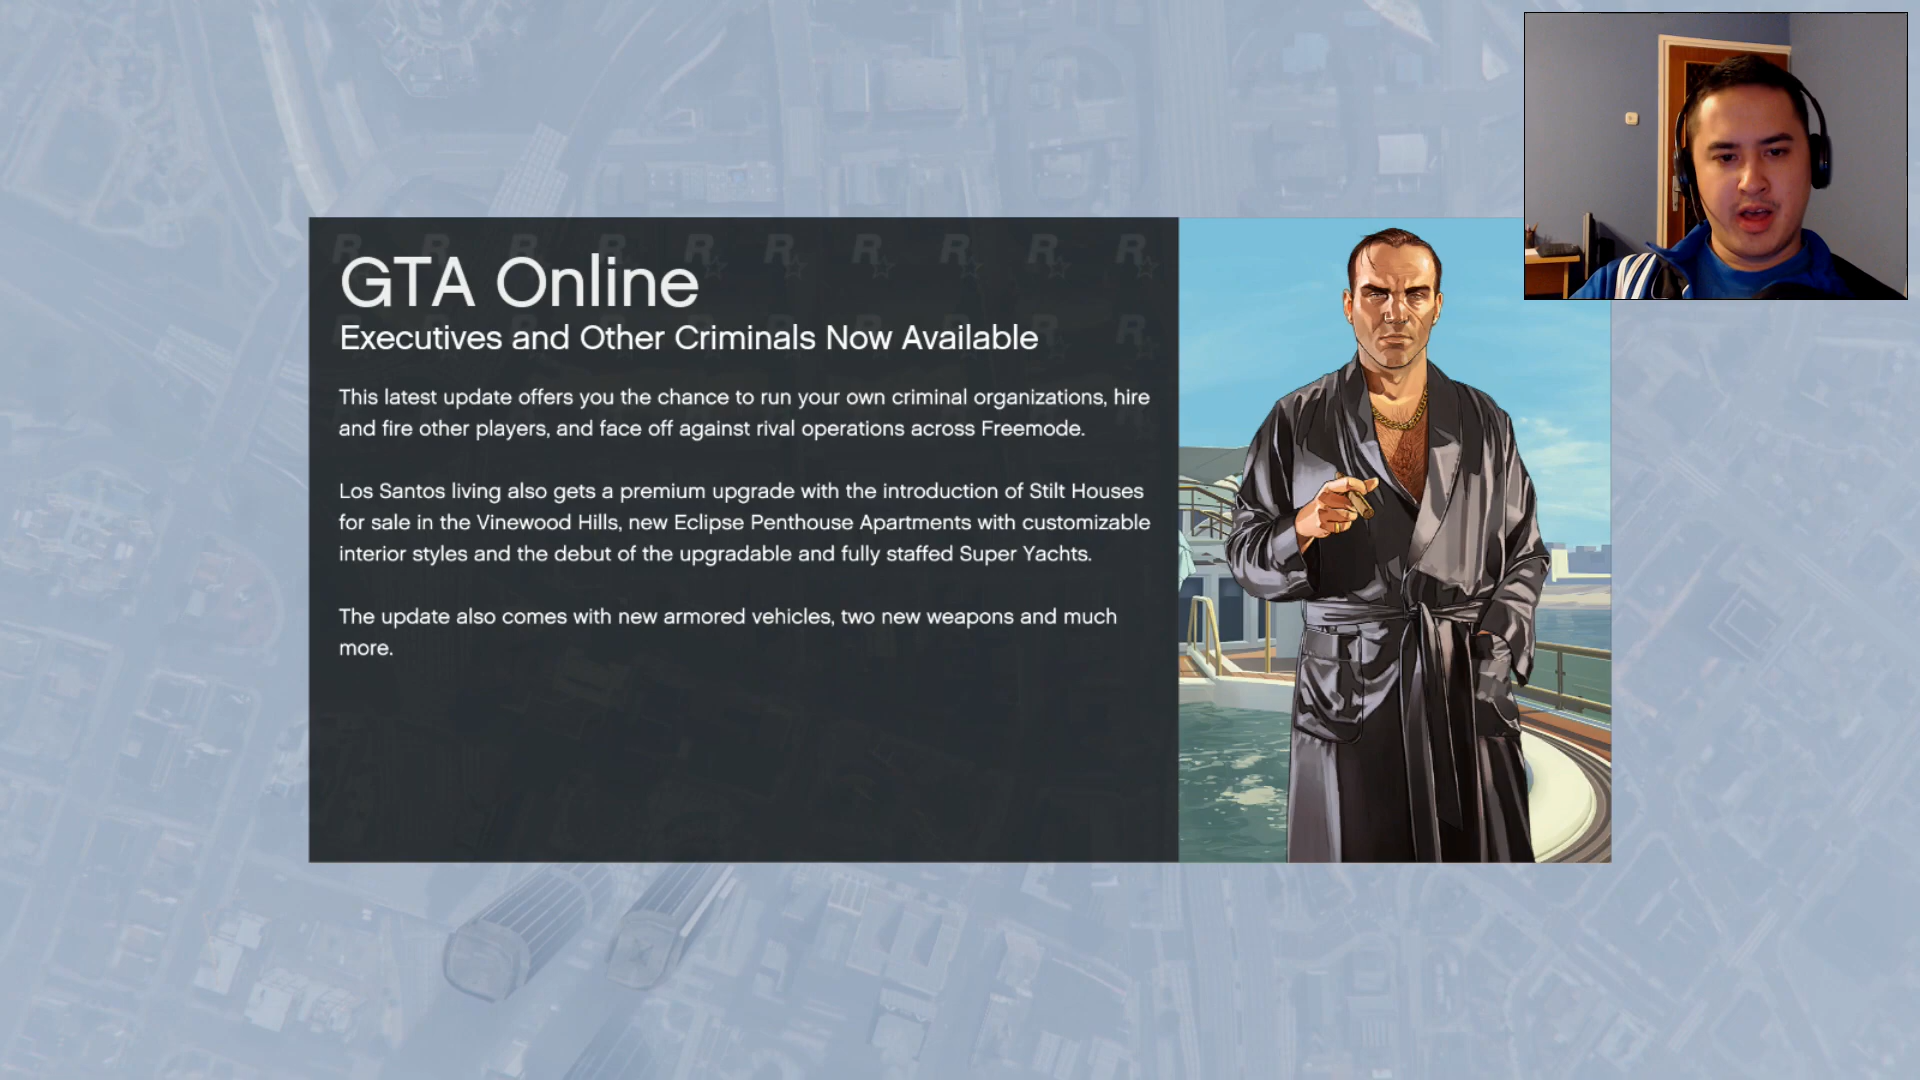 GTA Online
Executives and Other Criminals Now Available
This latest update offers you the chance to run your own criminal organizations, hire
and fire other players, and face off against rival operations across Freemode.
Los Santos living also gets a premium upgrade with the introduction of Stilt Houses
for sale in the Vinewood Hills, new Eclipse Penthouse Apartments with customizable
interior styles and the debut of the upgradable and fully staffed Super Yachts.
The update also comes with new armored vehicles, two new weapons and much
more.